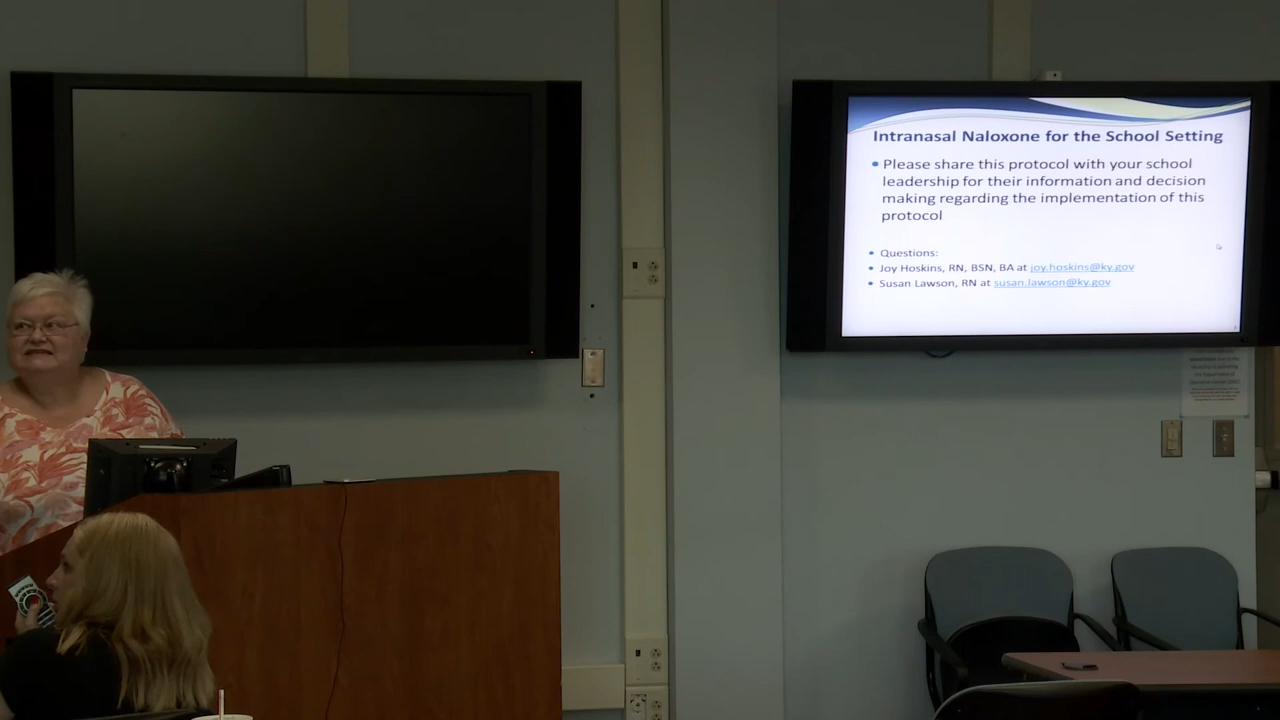 Intranasal Naloxone for the School Setting
• Please share this protocol with your school
leadership for their information and decision
making regarding the implementation of this
protocol
• Questions:
• Joy Hoskins, RN, BSN, BA at joy.hoskins@ky.gov
• Susan Lawson, RN at susan.lawson@ky.gov